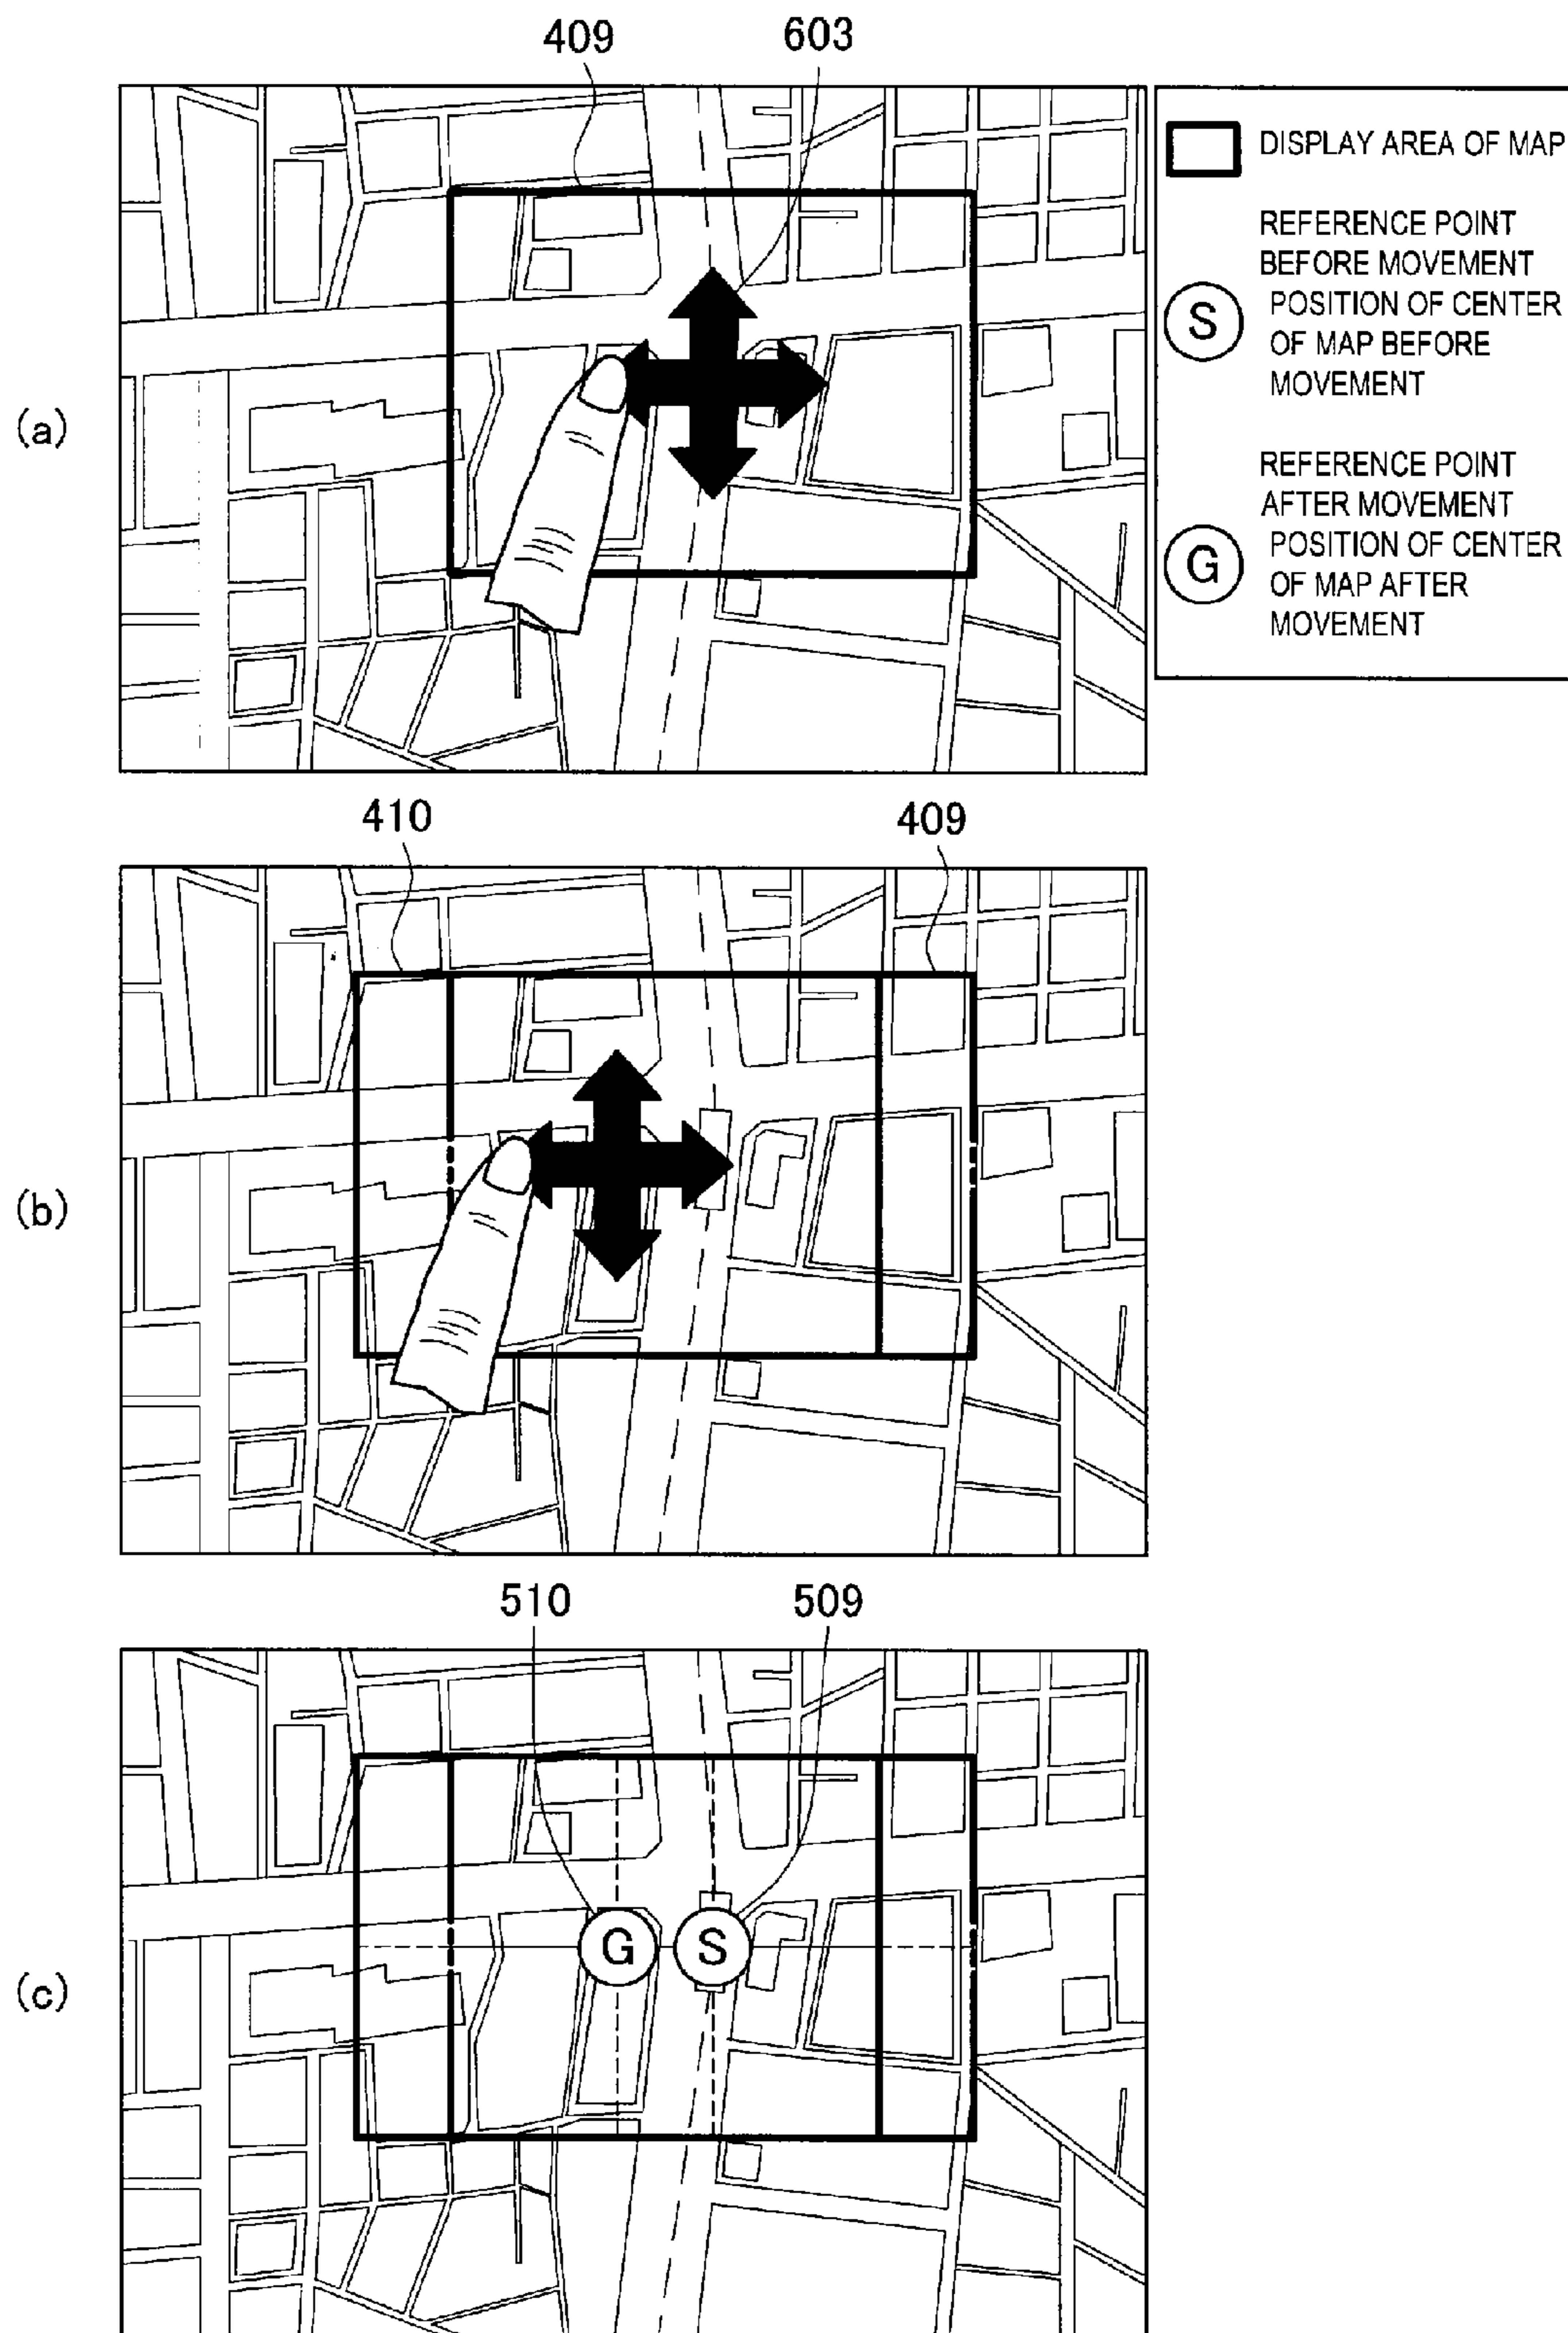 409 603
DISPLAY AREA OF MAP
REFERENCE POINT
BEFORE MOVEMENT
S
POSITION OF CENTER
OF MAP BEFORE
MOVEMENT
REFERENCE POINT
AFTER MOVEMENT
G
POSITION OF CENTER
OF MAP AFTER
MOVEMENT
(a)
410 409
(b)
510 509
G S
(c)